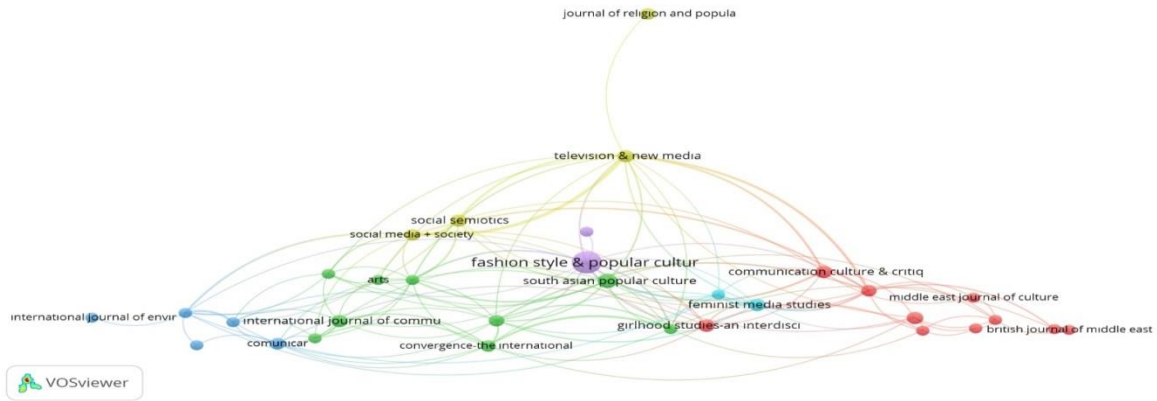 journal of religion and popula
television & new media
social semiotics
social media + society
fashion style & popular cultur
communication culture & critiq
arts
south asian popular culture
middle east journal of culture
feminist media studies
international journal of envir
international journal of commu
girlhood studies-an interdisci
british journal of middle east
comunicar
convergence-the international
VOSviewer